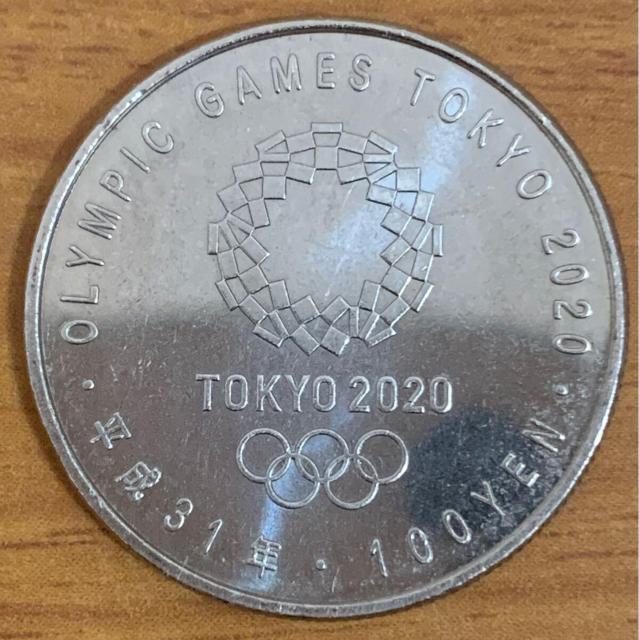 OLYMPIC GAMES TOKYO 2020
TOKYO 2020
平成31年・100YEN